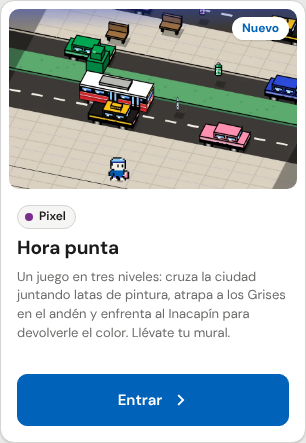 Nuevo
Pixel
Hora punta
Un juego en tres niveles: cruza la ciudad
juntando latas de pintura, atrapa a los Grises
en el andén y enfrenta al Inacapín para
devolverle el color. Llévate tu mural.
Entrar